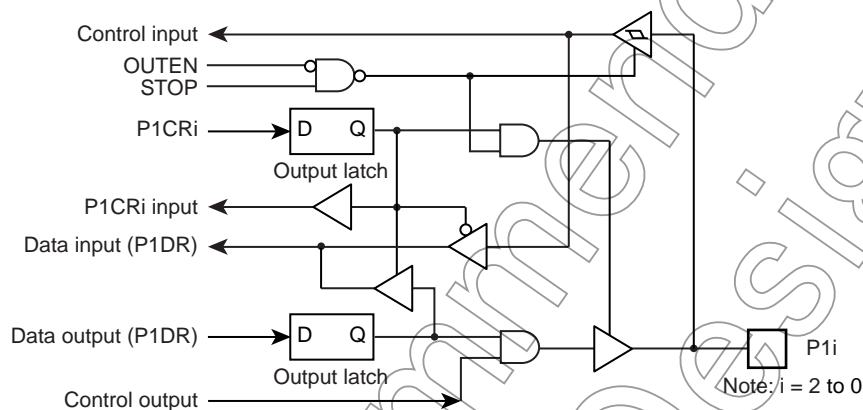 Control input
OUTEN
STOP
P1CRi
D Q
Output latch
P1CRi input
Data input (P1DR)
Data output (P1DR)
D Q
Output latch
P1i
Note: i = 2 to 0
Control output